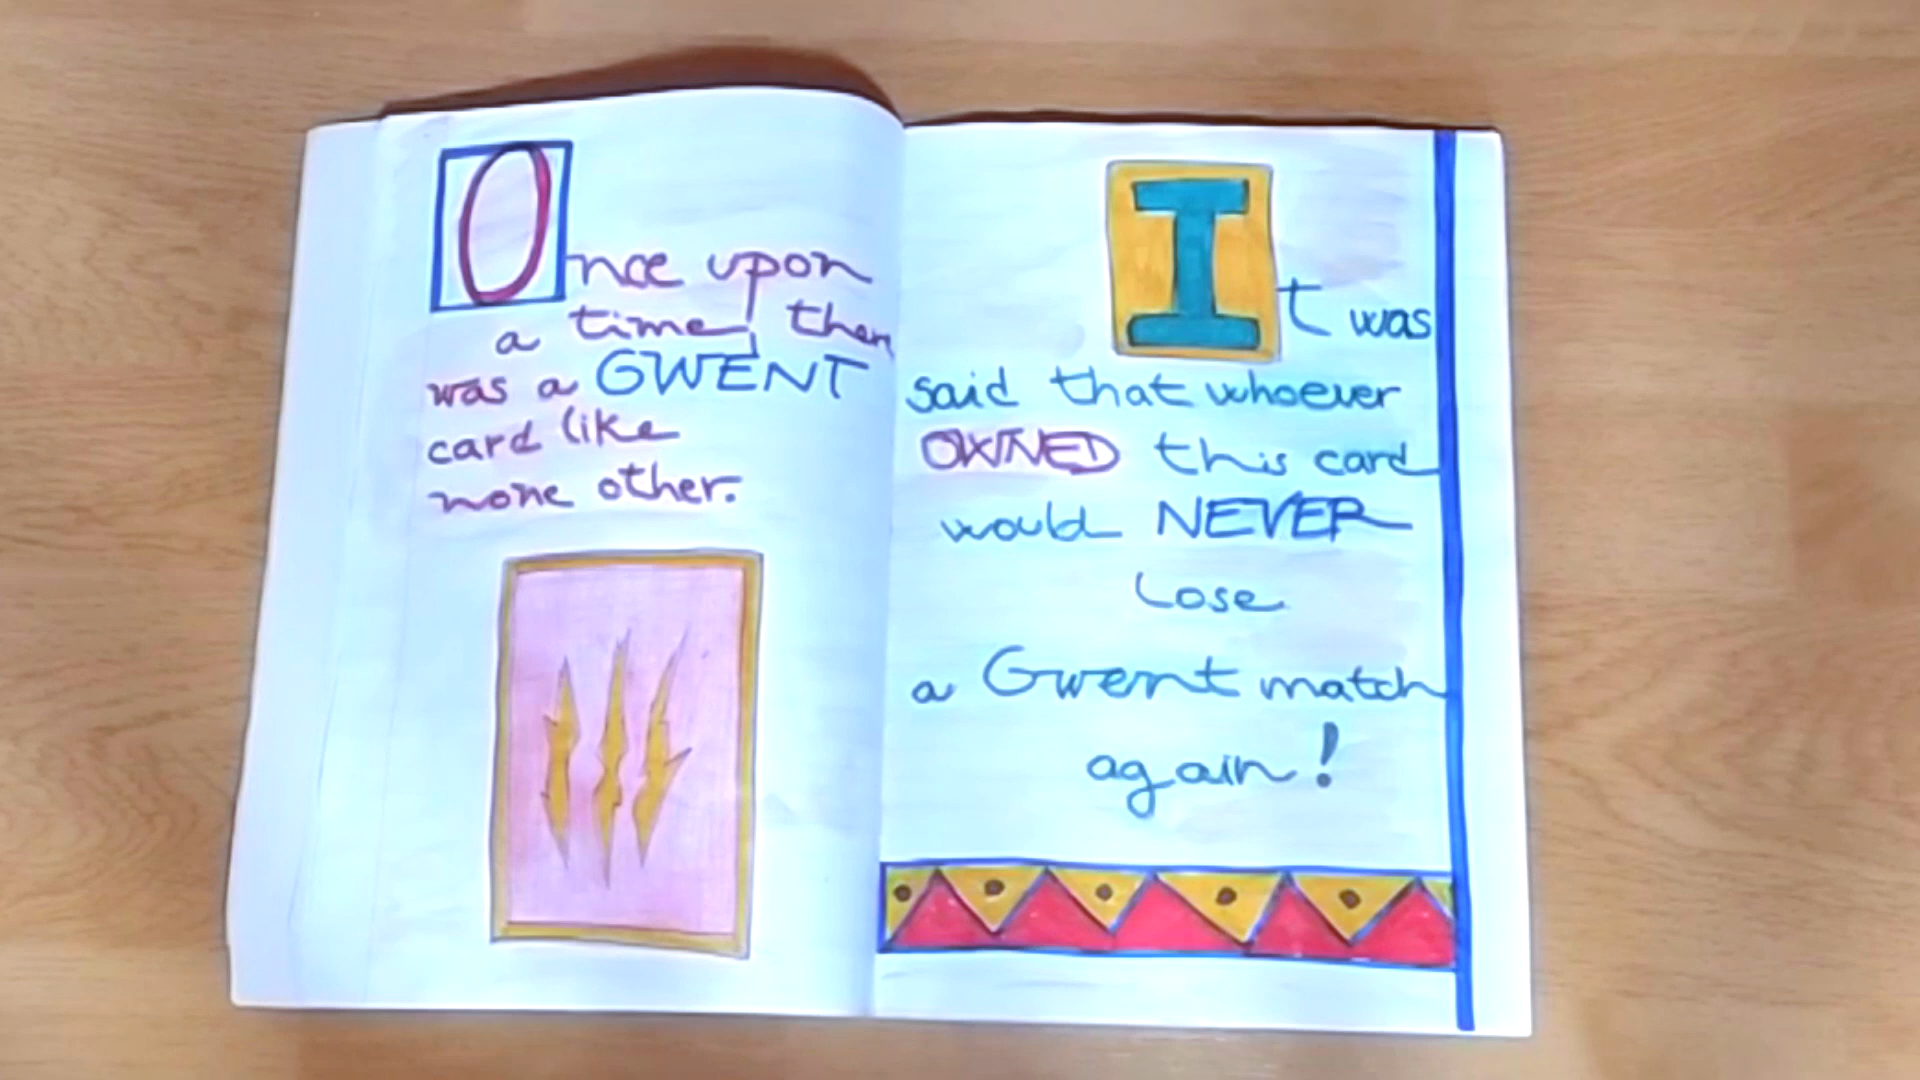 Once upon
a time, there
was a GWENT
card like
none other.
It was
said that whoever
OWNED this card
would NEVER
Lose
a Gwent match
again!